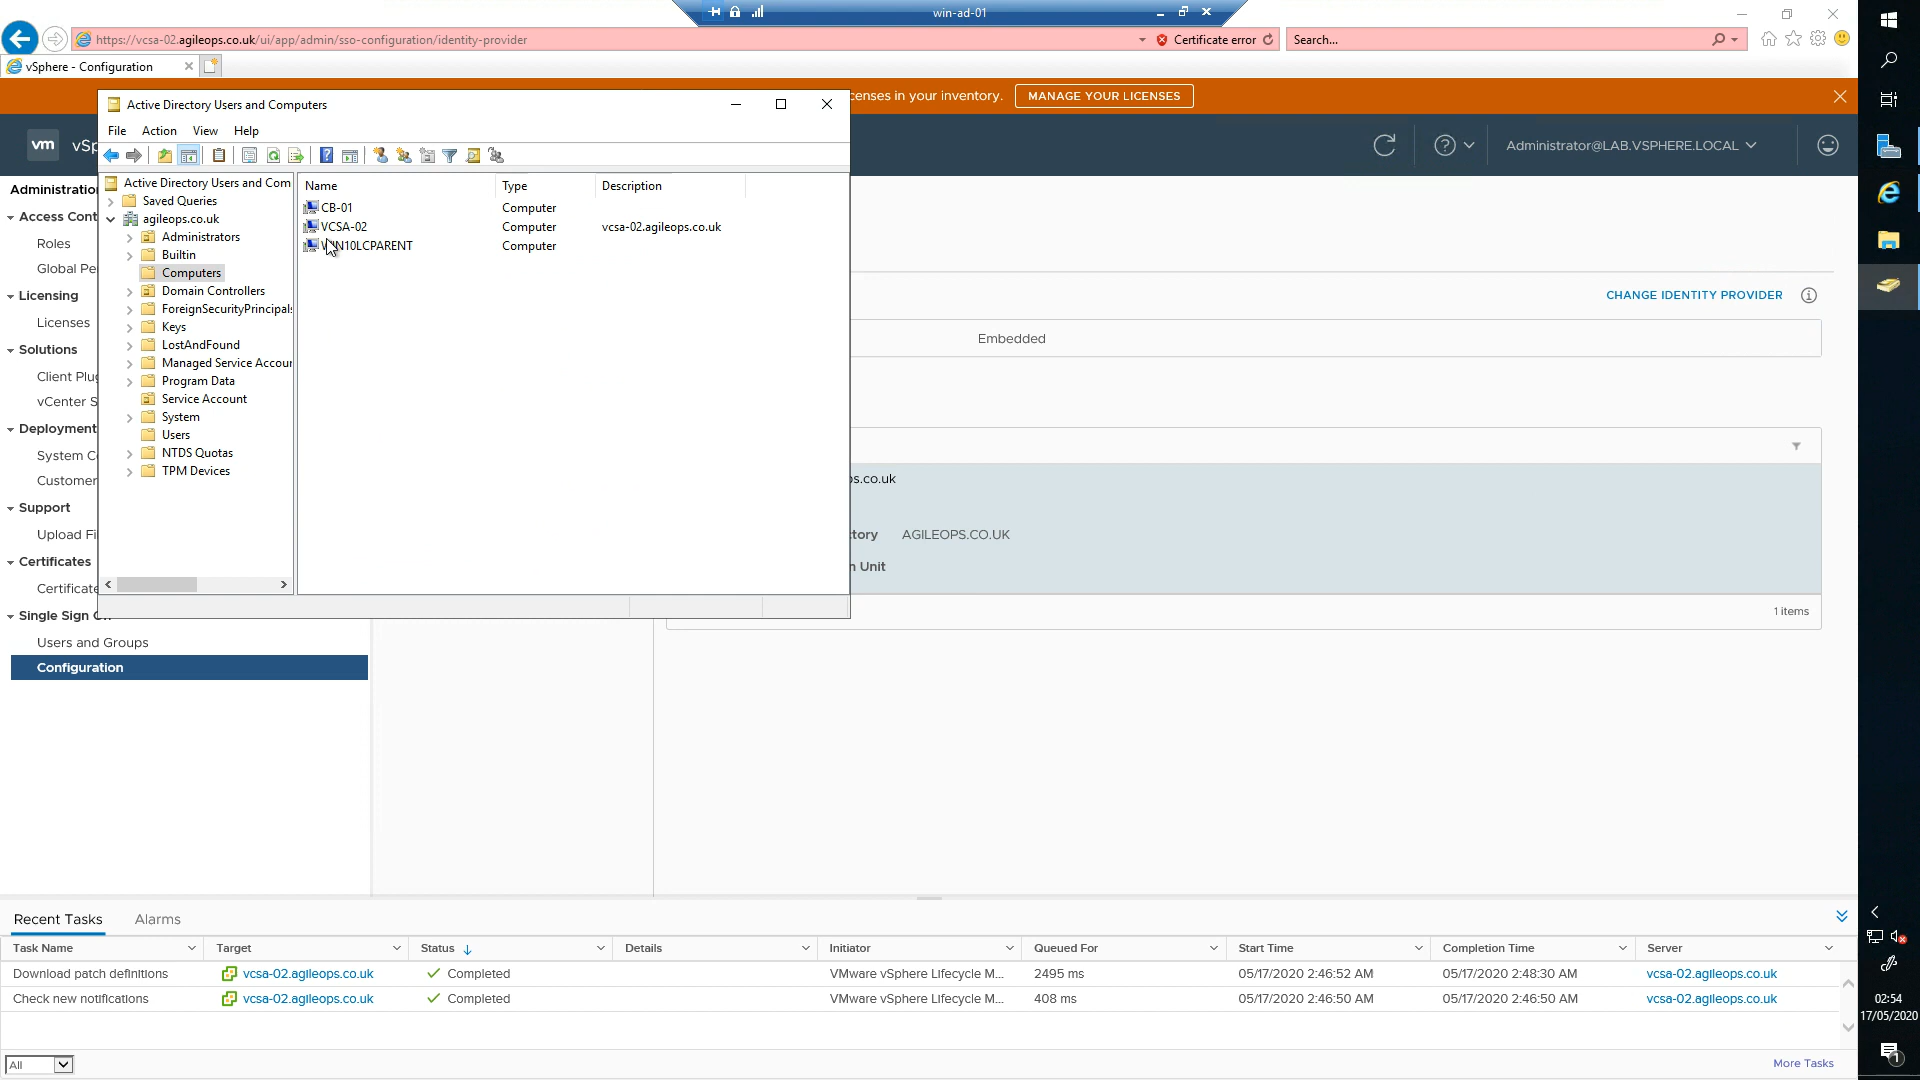 win-ad-01
https://vcsa-02.agileops.co.uk/ui/app/admin/sso-configuration/identity-provider
Certificate error
Search...
vSphere - Configuration
Active Directory Users and Computers
censes in your inventory.
MANAGE YOUR LICENSES
File Action View Help
vm vSp
Administrator@LAB.VSPHERE.LOCAL
Administration
Access Cont
Roles
Global Pe
Licensing
Licenses
Solutions
Client Plug
vCenter S
Deployment
System C
Customer
Support
Upload Fi
Certificates
Certificate
Single Sign O
Users and Groups
Configuration
Active Directory Users and Com
Saved Queries
agileops.co.uk
Administrators
Builtin
Computers
Domain Controllers
ForeignSecurityPrincipals
Keys
LostAndFound
Managed Service Accoun
Program Data
Service Account
System
Users
NTDS Quotas
TPM Devices
Name Type Description
CB-01 Computer
VCSA-02 Computer vcsa-02.agileops.co.uk
WIN10LCPARENT Computer
CHANGE IDENTITY PROVIDER
Embedded
ps.co.uk
ctory AGILEOPS.CO.UK
n Unit
1 items
Recent Tasks Alarms
Task Name Target Status Details Initiator Queued For Start Time Completion Time Server
Download patch definitions vcsa-02.agileops.co.uk Completed VMware vSphere Lifecycle M... 2495 ms 05/17/2020 2:46:52 AM 05/17/2020 2:48:30 AM vcsa-02.agileops.co.uk
Check new notifications vcsa-02.agileops.co.uk Completed VMware vSphere Lifecycle M... 408 ms 05/17/2020 2:46:50 AM 05/17/2020 2:46:50 AM vcsa-02.agileops.co.uk
All
More Tasks
02:54
17/05/2020
1